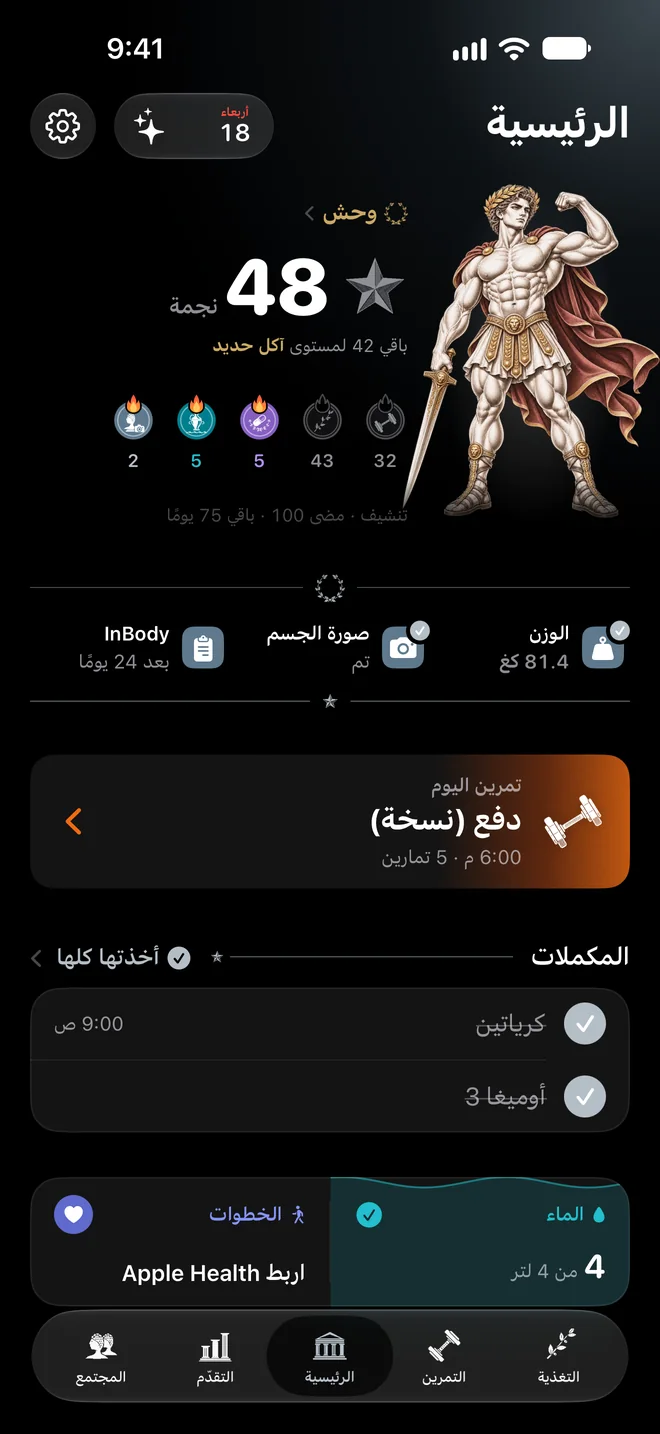 9:41
الرئيسية
أربعاء
18
وحش
48 نجمة
باقي 42 لمستوى آكل حديد
32
43
5
5
2
تنشيف · مضى 100 · باقي 75 يومًا
الوزن
81.4 كغ
صورة الجسم
تم
InBody
بعد 24 يومًا
تمرين اليوم
دفع (نسخة)
6:00 م · 5 تمارين
المكملات
أخذتها كلها
كرياتين
9:00 ص
أوميغا 3
الماء
4 من 4 لتر
الخطوات
اربط Apple Health
التغذية
التمرين
الرئيسية
التقدّم
المجتمع